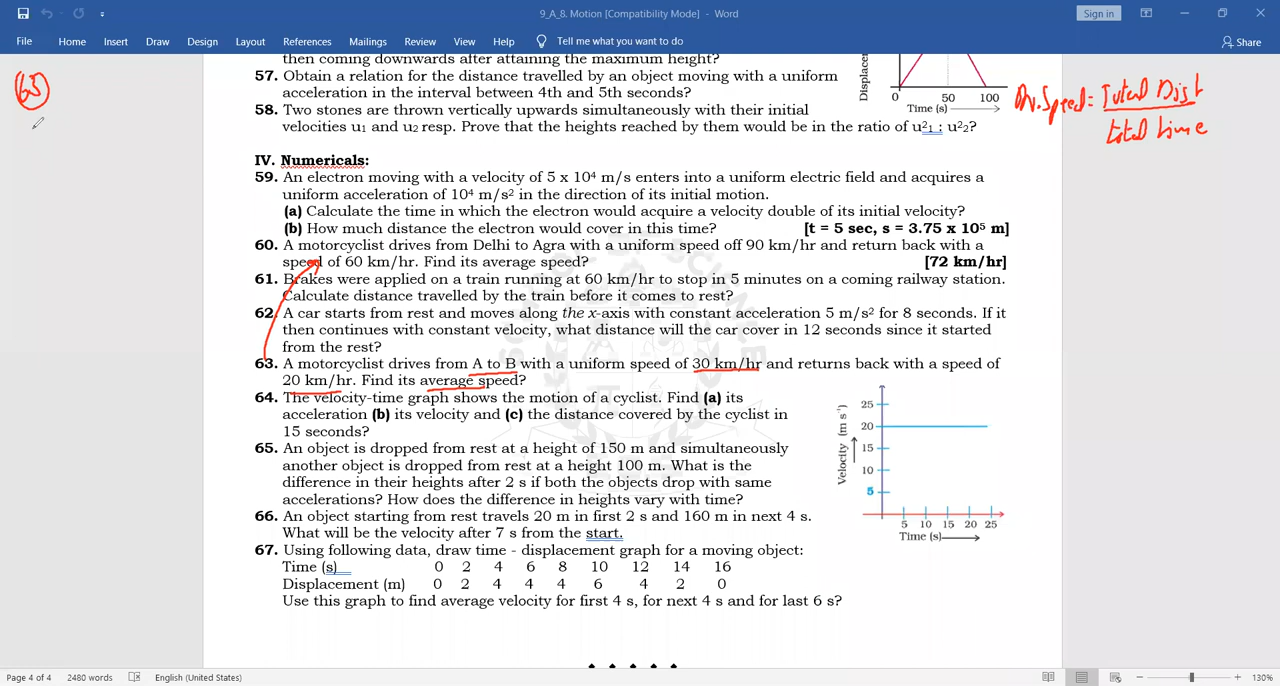 9_A_8. Motion [Compatibility Mode] - Word
Sign in
File Home Insert Draw Design Layout References Mailings Review View Help Tell me what you want to do
Share
65
then coming downwards after attaining the maximum height?
57. Obtain a relation for the distance travelled by an object moving with a uniform
acceleration in the interval between 4th and 5th seconds?
58. Two stones are thrown vertically upwards simultaneously with their initial
velocities u1 and u2 resp. Prove that the heights reached by them would be in the ratio of u²1 : u²2?
Displacem
0 50 100
Time (s)
Av. Speed = Total Dist
total time
IV. Numericals:
59. An electron moving with a velocity of 5 x 10⁴ m/s enters into a uniform electric field and acquires a
uniform acceleration of 10⁴ m/s² in the direction of its initial motion.
(a) Calculate the time in which the electron would acquire a velocity double of its initial velocity?
(b) How much distance the electron would cover in this time? [t = 5 sec, s = 3.75 x 10⁵ m]
60. A motorcyclist drives from Delhi to Agra with a uniform speed off 90 km/hr and return back with a
speed of 60 km/hr. Find its average speed? [72 km/hr]
61. Brakes were applied on a train running at 60 km/hr to stop in 5 minutes on a coming railway station.
Calculate distance travelled by the train before it comes to rest?
62. A car starts from rest and moves along the x-axis with constant acceleration 5 m/s² for 8 seconds. If it
then continues with constant velocity, what distance will the car cover in 12 seconds since it started
from the rest?
63. A motorcyclist drives from A to B with a uniform speed of 30 km/hr and returns back with a speed of
20 km/hr. Find its average speed?
64. The velocity-time graph shows the motion of a cyclist. Find (a) its
acceleration (b) its velocity and (c) the distance covered by the cyclist in
15 seconds?
65. An object is dropped from rest at a height of 150 m and simultaneously
another object is dropped from rest at a height 100 m. What is the
difference in their heights after 2 s if both the objects drop with same
accelerations? How does the difference in heights vary with time?
66. An object starting from rest travels 20 m in first 2 s and 160 m in next 4 s.
What will be the velocity after 7 s from the start.
67. Using following data, draw time - displacement graph for a moving object:
Time (s) 0 2 4 6 8 10 12 14 16
Displacement (m) 0 2 4 4 4 6 4 2 0
Use this graph to find average velocity for first 4 s, for next 4 s and for last 6 s?
Velocity (m s⁻¹)
25
20
15
10
5
5 10 15 20 25
Time (s)
Page 4 of 4 2480 words English (United States) 130%